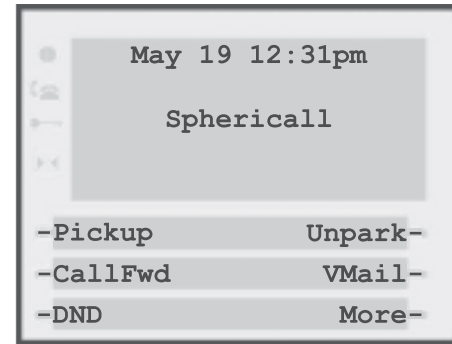 May 19 12:31pm
Sphericall
-Pickup Unpark-
-CallFwd VMail-
-DND More-